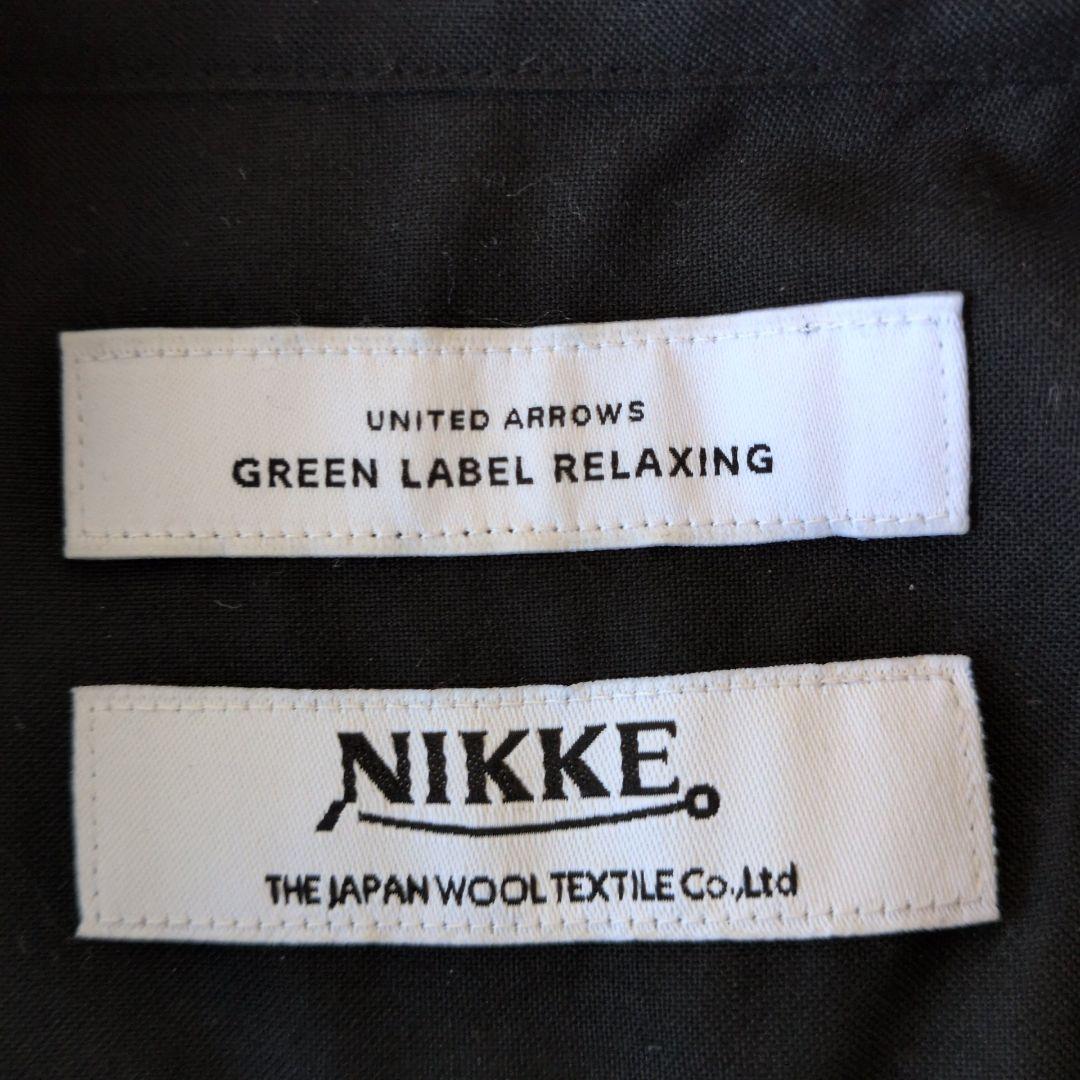 UNITED ARROWS
GREEN LABEL RELAXING
NIKKE
THE JAPAN WOOL TEXTILE Co.,Ltd